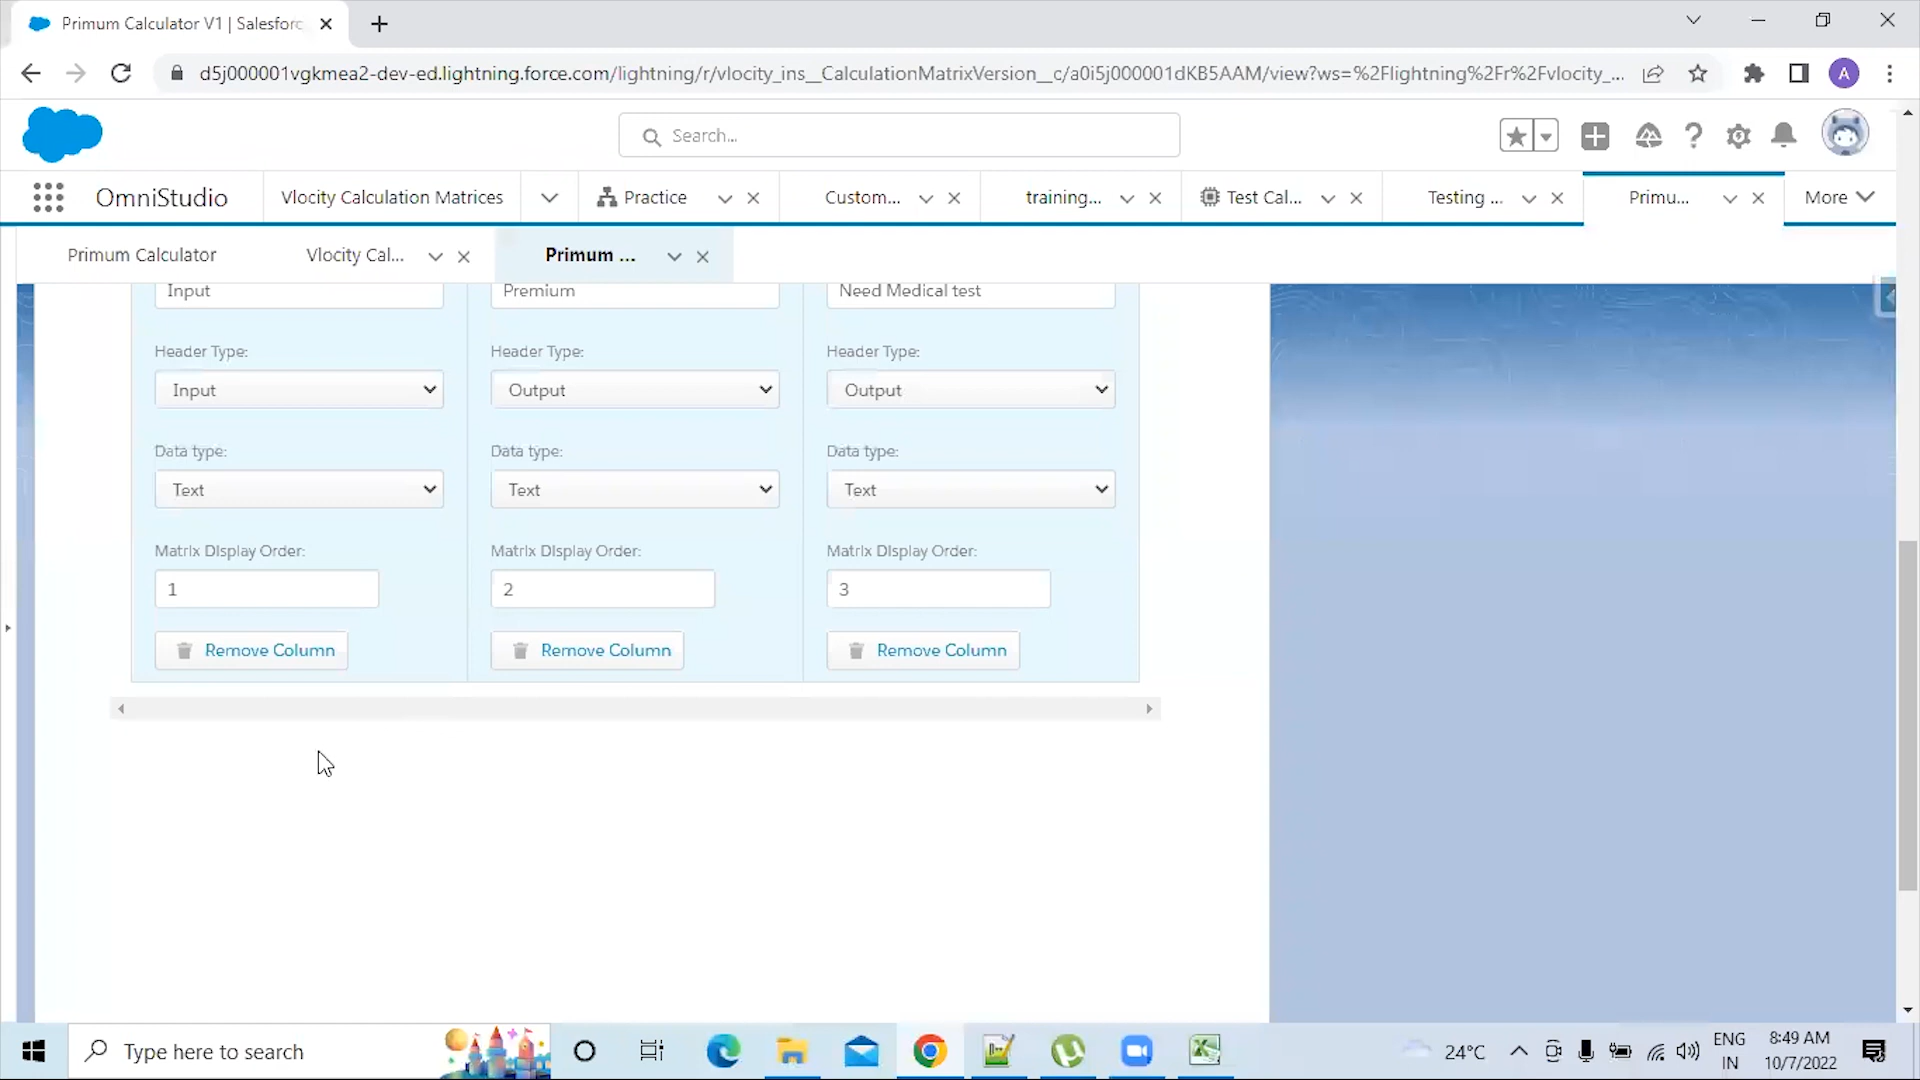 Primum Calculator V1 | Salesforc
d5j000001vgkmea2-dev-ed.lightning.force.com/lightning/r/vlocity_ins__CalculationMatrixVersion__c/a0i5j000001dKB5AAM/view?ws=%2Flightning%2Fr%2Fvlocity_...
A
Search...
OmniStudio
Vlocity Calculation Matrices
Practice
Custom...
training...
Test Cal...
Testing ...
Primu...
More
Primum Calculator
Vlocity Cal...
Primum ...
Input
Premium
Need Medical test
Header Type:
Header Type:
Header Type:
Input
Output
Output
Data type:
Data type:
Data type:
Text
Text
Text
Matrix Display Order:
Matrix Display Order:
Matrix Display Order:
1
2
3
Remove Column
Remove Column
Remove Column
Type here to search
24°C
ENG
IN
8:49 AM
10/7/2022